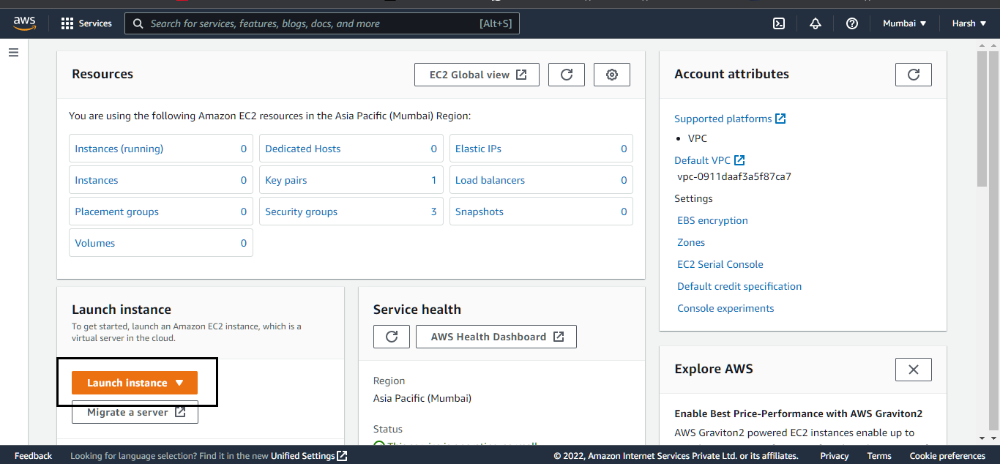 aws
Services
Search for services, features, blogs, docs, and more [Alt+S]
Mumbai
Harsh
Resources
EC2 Global view
You are using the following Amazon EC2 resources in the Asia Pacific (Mumbai) Region:
Instances (running) 0
Dedicated Hosts 0
Elastic IPs 0
Instances 0
Key pairs 1
Load balancers 0
Placement groups 0
Security groups 3
Snapshots 0
Volumes 0
Launch instance
To get started, launch an Amazon EC2 instance, which is a
virtual server in the cloud.
Launch instance
Migrate a server
Service health
AWS Health Dashboard
Region
Asia Pacific (Mumbai)
Status
Account attributes
Supported platforms
• VPC
Default VPC
vpc-0911daaf3a5f87ca7
Settings
EBS encryption
Zones
EC2 Serial Console
Default credit specification
Console experiments
Explore AWS
Enable Best Price-Performance with AWS Graviton2
AWS Graviton2 powered EC2 instances enable up to
Feedback
Looking for language selection? Find it in the new Unified Settings
© 2022, Amazon Internet Services Private Ltd. or its affiliates.
Privacy
Terms
Cookie preferences